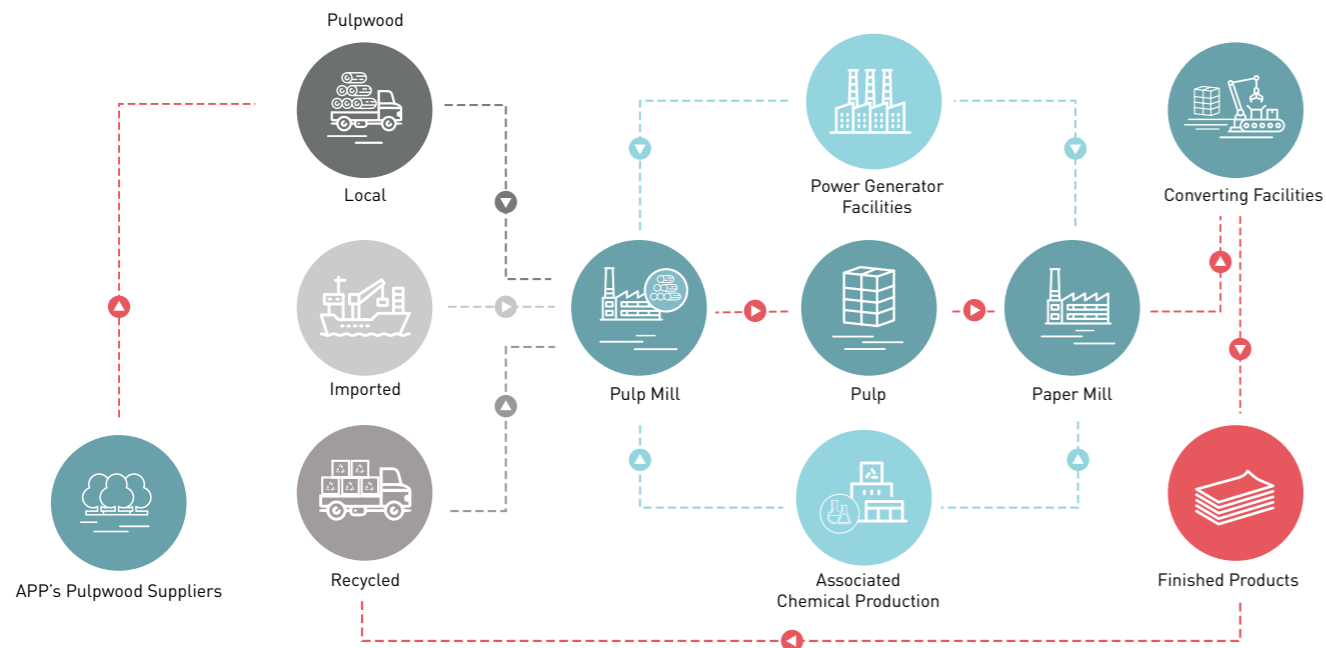 Pulpwood
Local
Imported
Recycled
APP's Pulpwood Suppliers
Power Generator
Facilities
Pulp Mill
Pulp
Paper Mill
Associated
Chemical Production
Converting Facilities
Finished Products